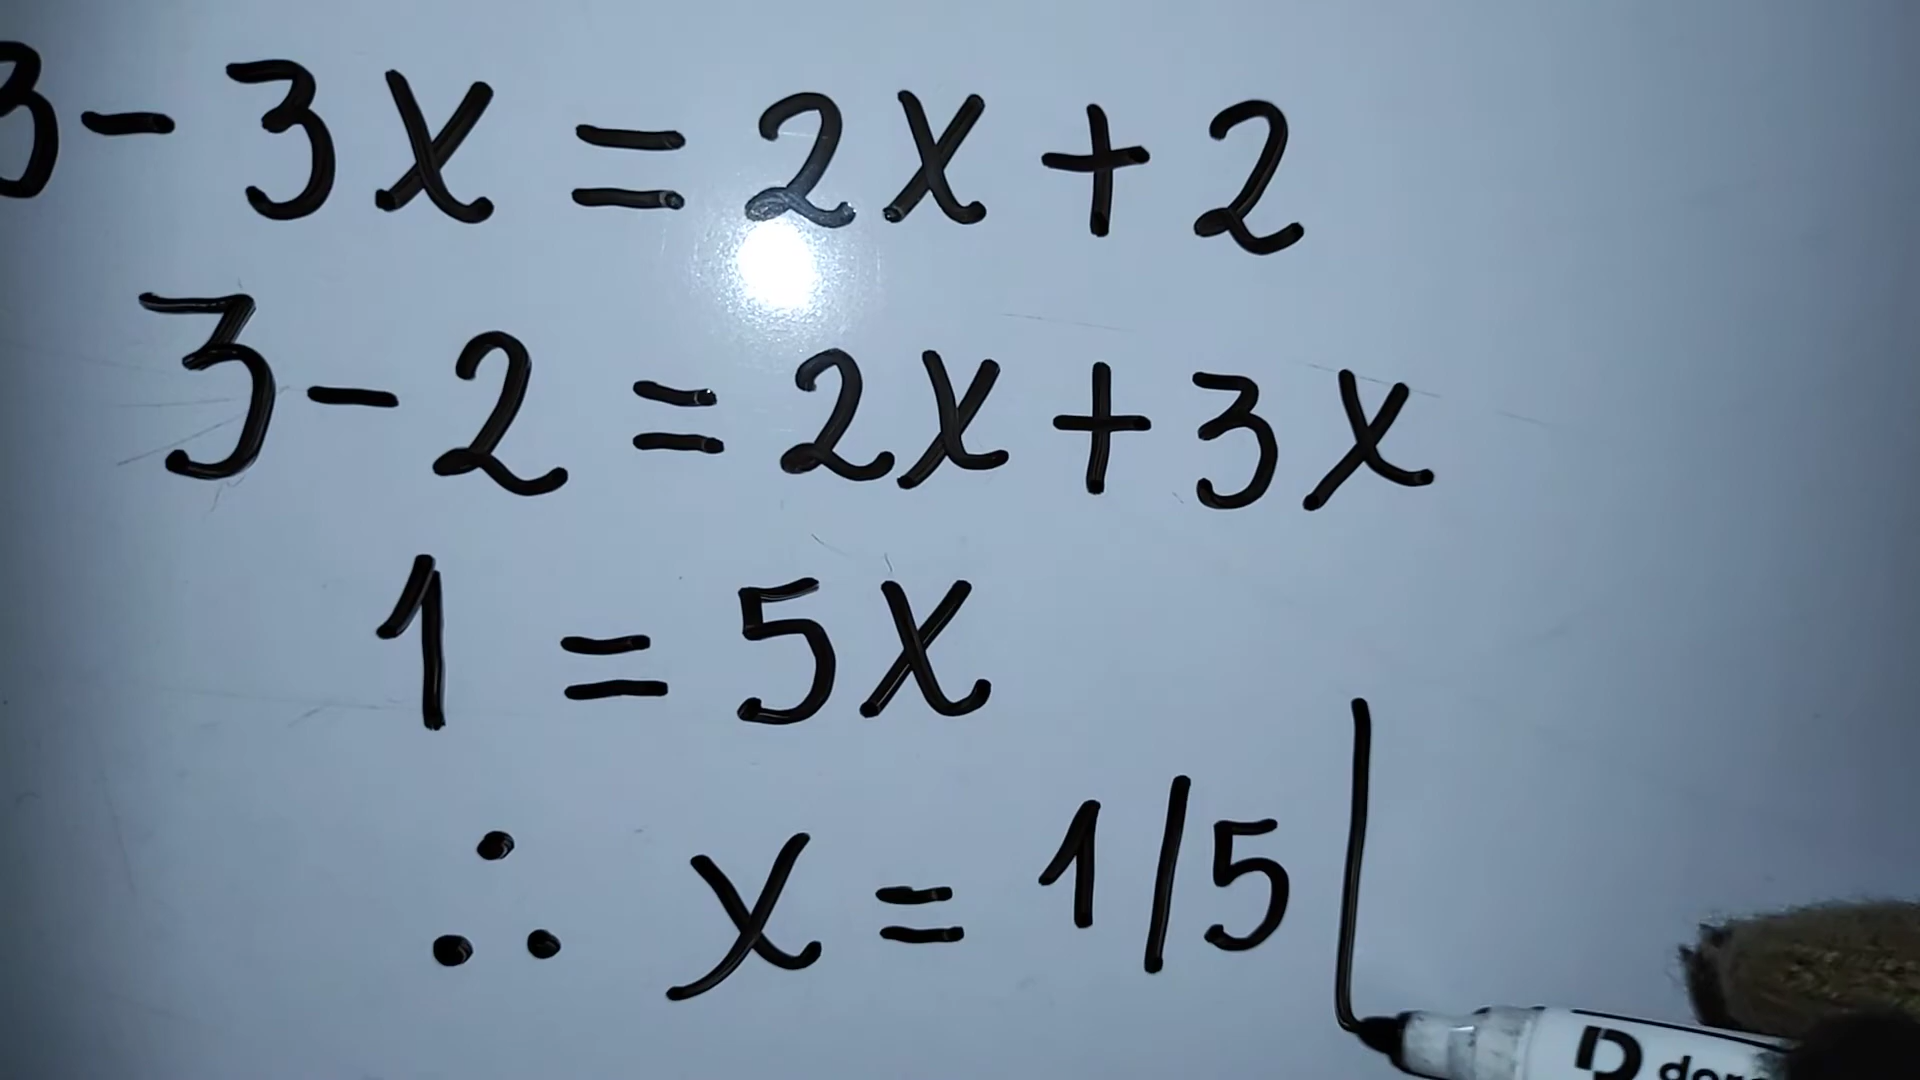 3 - 3x = 2x + 2
3 - 2 = 2x + 3x
1 = 5x
∴ x = 1/5